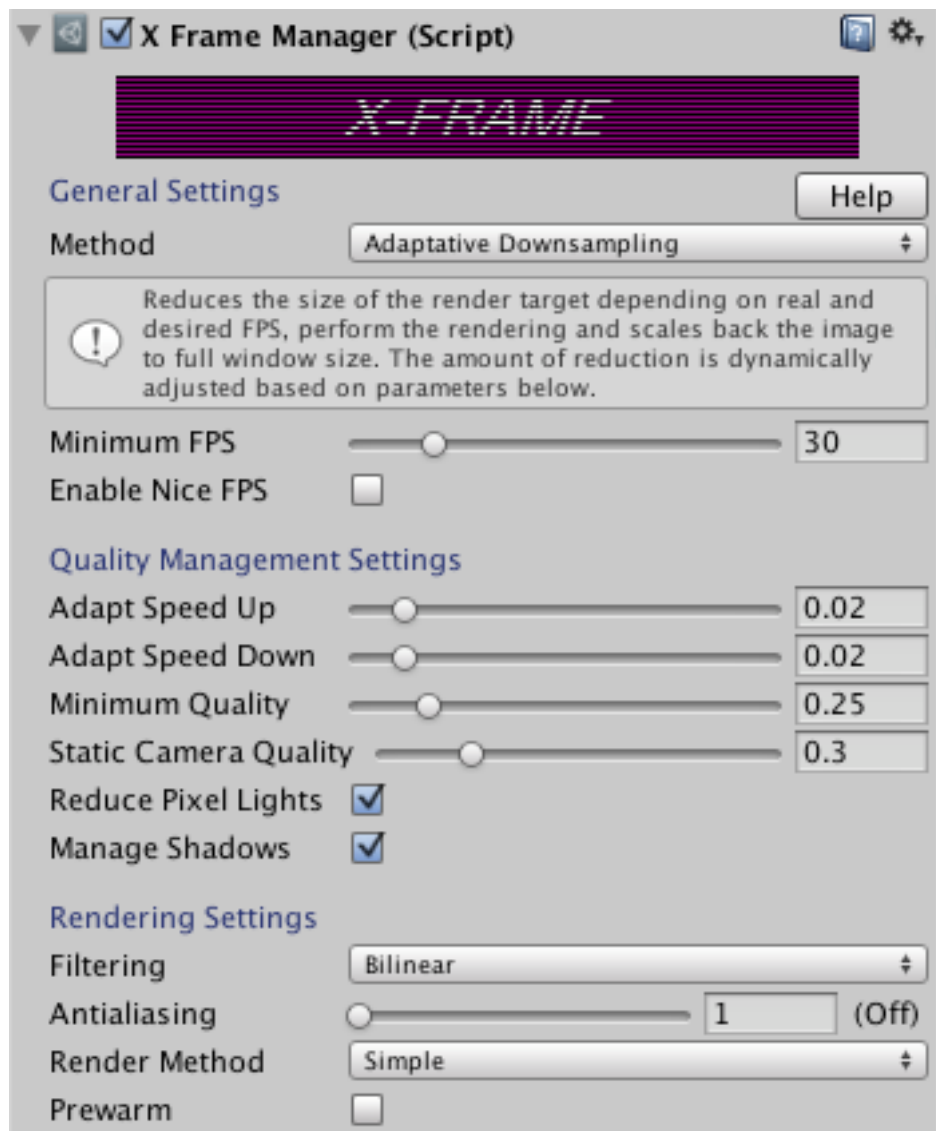 X Frame Manager (Script)
X-FRAME
General Settings
Help
Method Adaptative Downsampling
Reduces the size of the render target depending on real and
desired FPS, perform the rendering and scales back the image
to full window size. The amount of reduction is dynamically
adjusted based on parameters below.
Minimum FPS 30
Enable Nice FPS
Quality Management Settings
Adapt Speed Up 0.02
Adapt Speed Down 0.02
Minimum Quality 0.25
Static Camera Quality 0.3
Reduce Pixel Lights
Manage Shadows
Rendering Settings
Filtering Bilinear
Antialiasing 1 (Off)
Render Method Simple
Prewarm